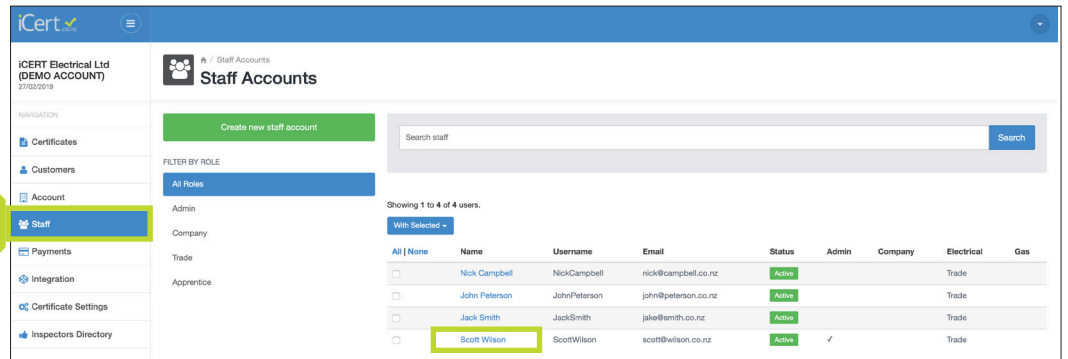 iCert
iCERT Electrical Ltd
(DEMO ACCOUNT)
27/02/2019
NAVIGATION
Certificates
Customers
Account
Staff
Payments
Integration
Certificate Settings
Inspectors Directory
/ Staff Accounts
Staff Accounts
Create new staff account
FILTER BY ROLE
All Roles
Admin
Company
Trade
Apprentice
Search staff
Search
Showing 1 to 4 of 4 users.
With Selected
All | None Name Username Email Status Admin Company Electrical Gas
Nick Campbell NickCampbell nick@campbell.co.nz Active Trade
John Peterson JohnPeterson john@peterson.co.nz Active Trade
Jack Smith JackSmith jake@smith.co.nz Active Trade
Scott Wilson ScottWilson scott@wilson.co.nz Active ✓ Trade